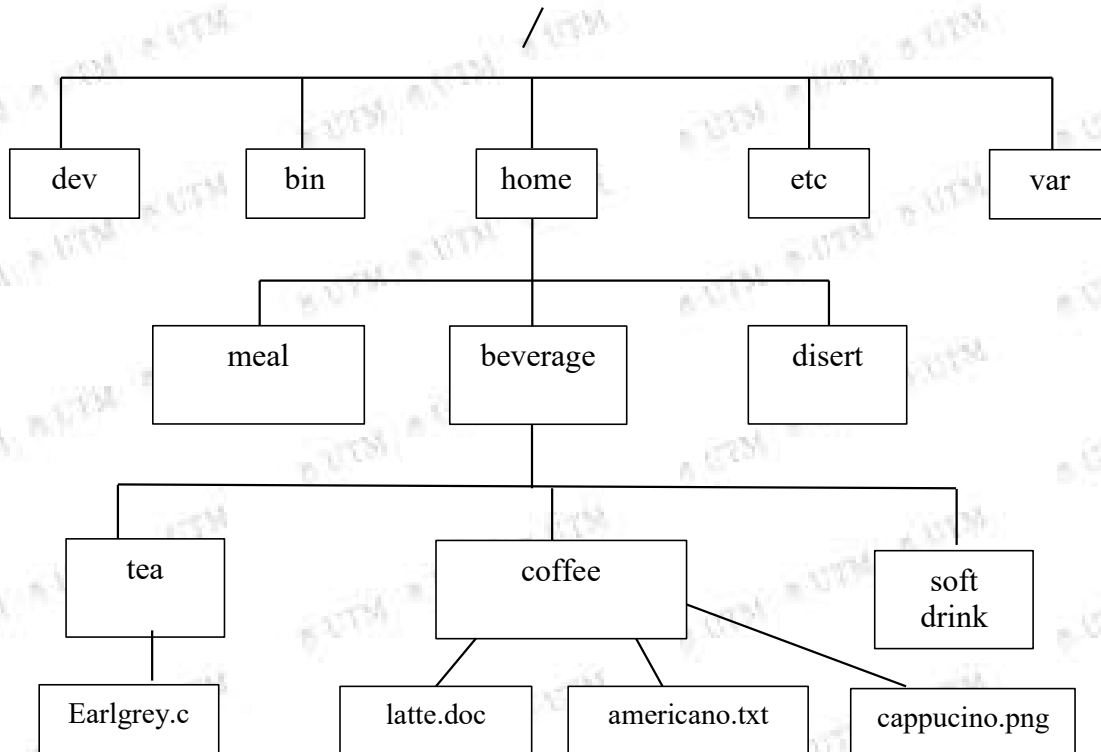 /
dev
bin
home
etc
var
meal
beverage
disert
tea
coffee
soft
drink
Earlgrey.c
latte.doc
americano.txt
cappucino.png
UTM